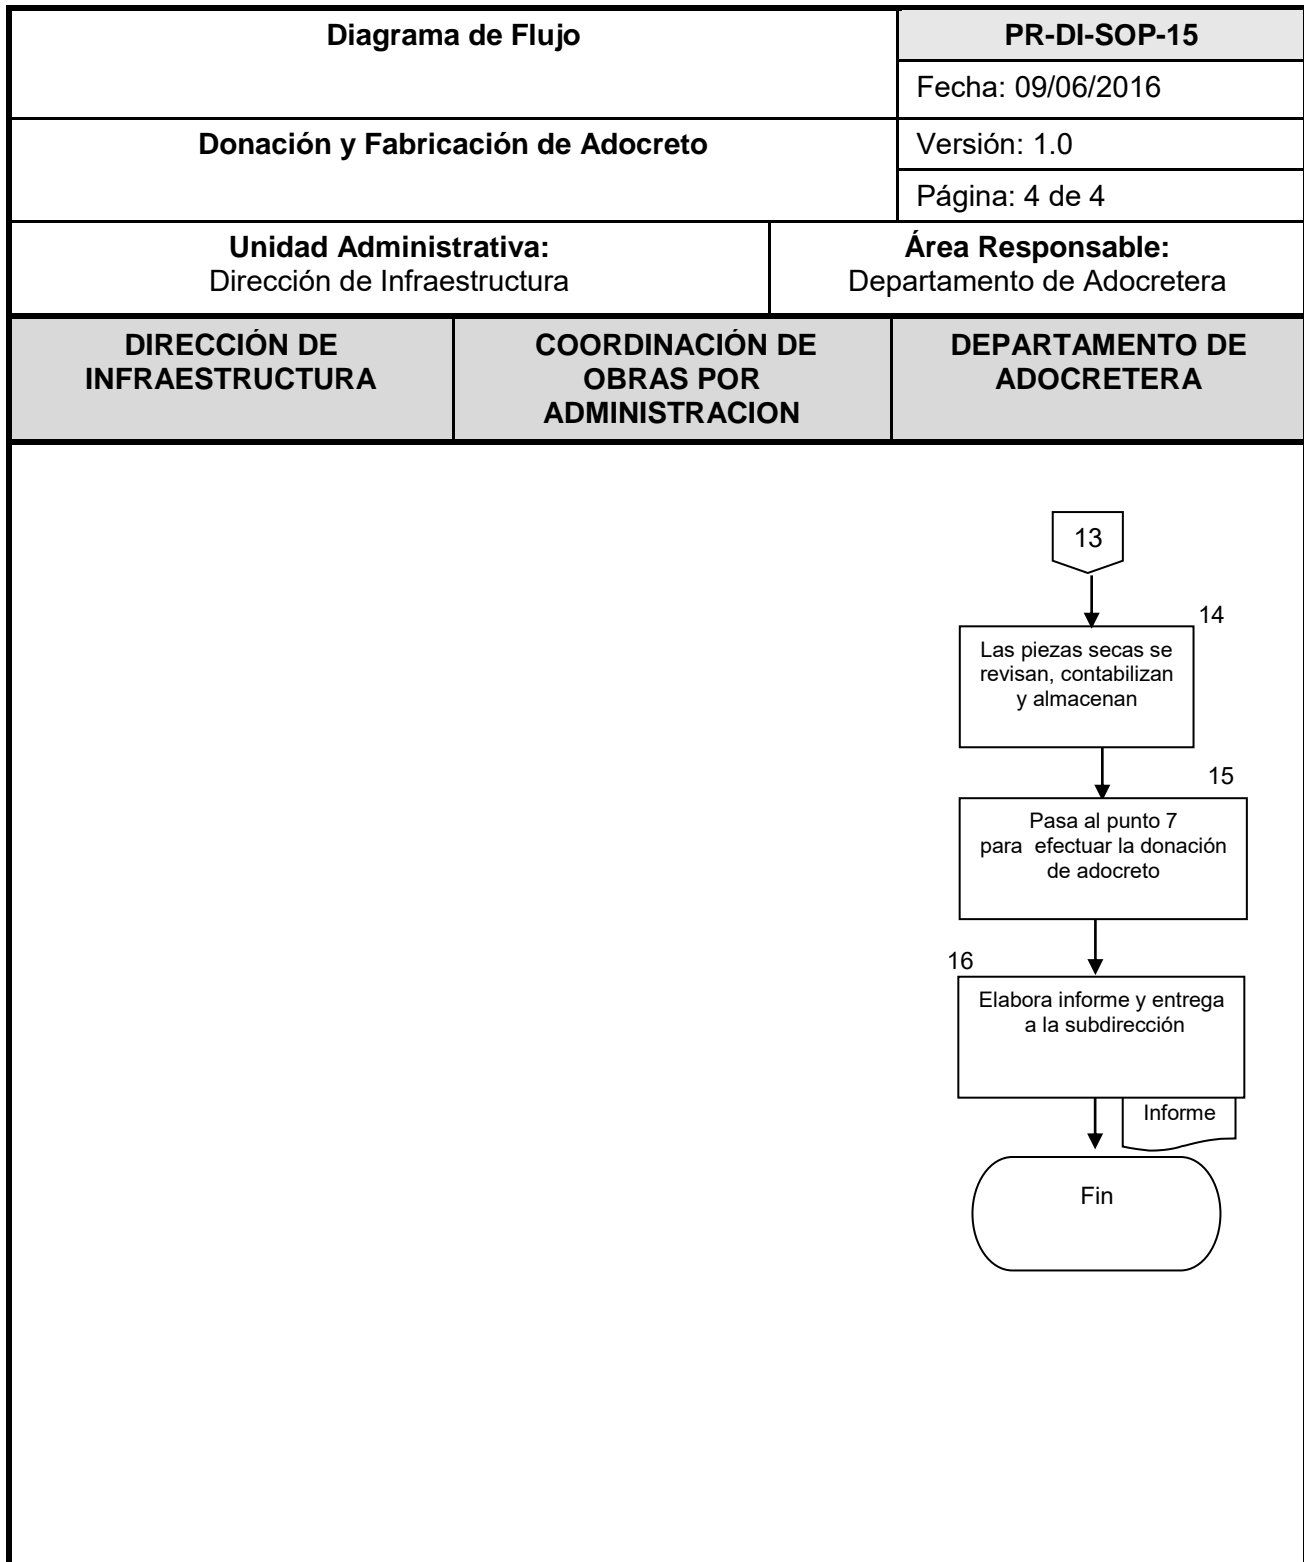 Diagrama de Flujo
PR-DI-SOP-15
Fecha: 09/06/2016
Donación y Fabricación de Adocreto
Versión: 1.0
Página: 4 de 4
Unidad Administrativa:
Dirección de Infraestructura
Área Responsable:
Departamento de Adocretera
DIRECCIÓN DE
INFRAESTRUCTURA
COORDINACIÓN DE
OBRAS POR
ADMINISTRACION
DEPARTAMENTO DE
ADOCRETERA
13
14
Las piezas secas se
revisan, contabilizan
y almacenan
15
Pasa al punto 7
para  efectuar la donación
de adocreto
16
Elabora informe y entrega
a la subdirección
Informe
Fin